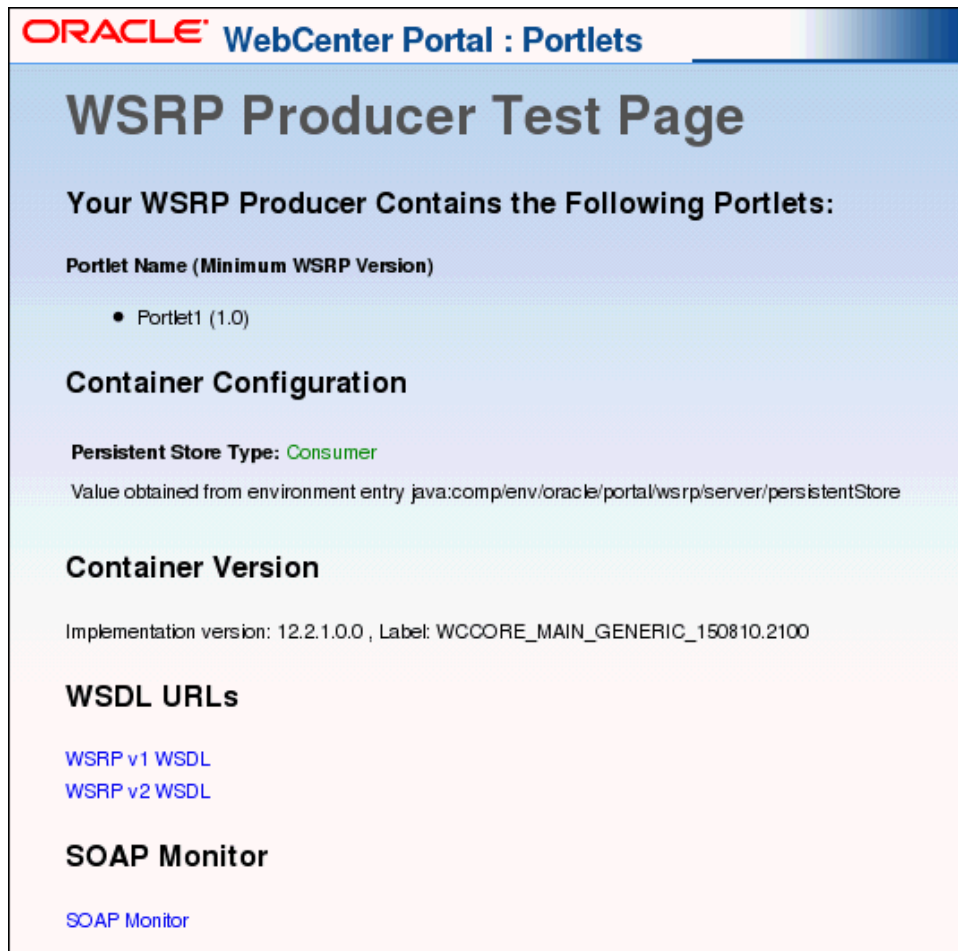 ORACLE WebCenter Portal : Portlets
WSRP Producer Test Page
Your WSRP Producer Contains the Following Portlets:
Portlet Name (Minimum WSRP Version)
Portlet1 (1.0)
Container Configuration
Persistent Store Type: Consumer
Value obtained from environment entry java:comp/env/oracle/portal/wsrp/server/persistentStore
Container Version
Implementation version: 12.2.1.0.0 , Label: WCCORE_MAIN_GENERIC_150810.2100
WSDL URLs
WSRP v1 WSDL
WSRP v2 WSDL
SOAP Monitor
SOAP Monitor